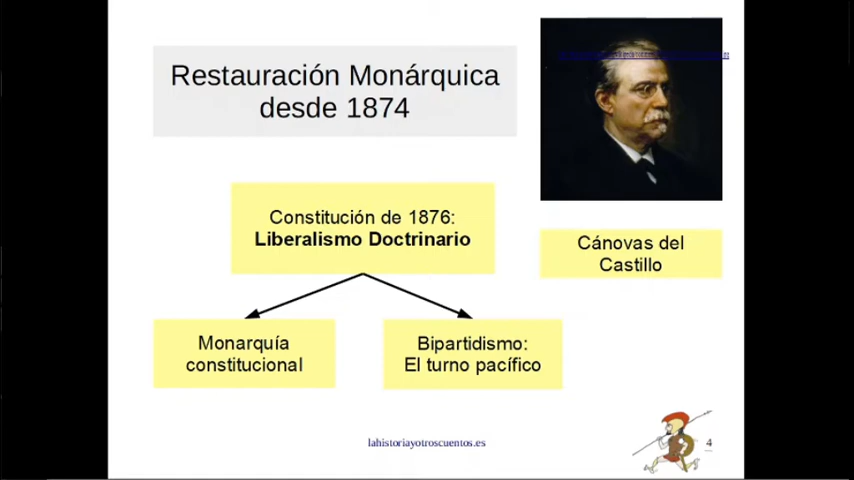 Restauración Monárquica
desde 1874
Constitución de 1876:
Liberalismo Doctrinario
Cánovas del
Castillo
Monarquía
constitucional
Bipartidismo:
El turno pacífico
lahistoriayotroscuentos.es
4